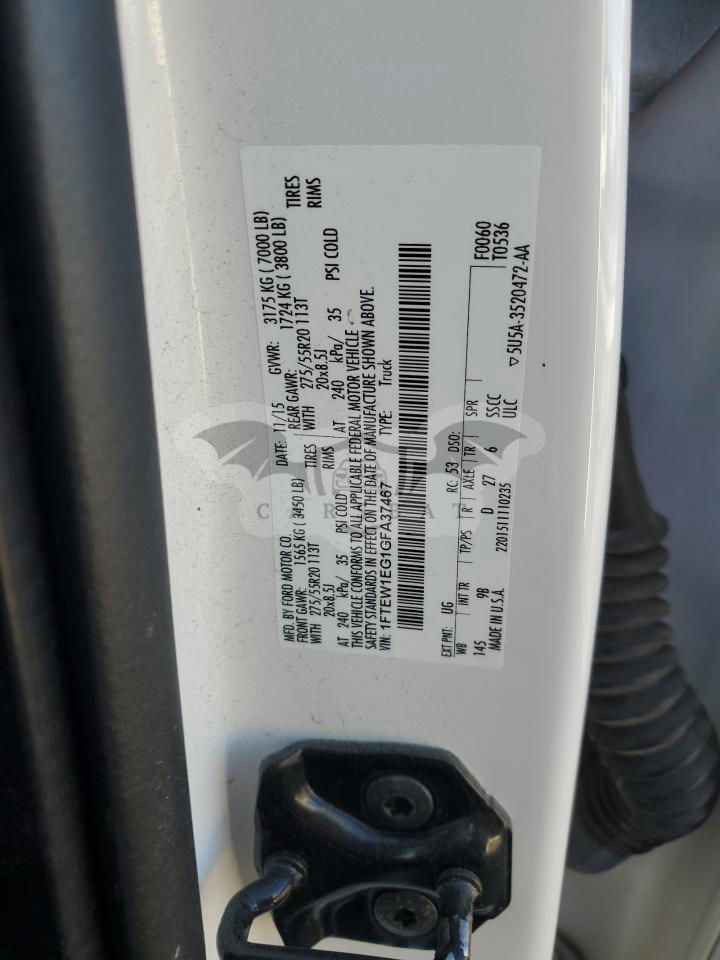 MFD. BY FORD MOTOR CO. DATE: 11/15 GVWR: 3175 KG ( 7000 LB)
FRONT GAWR: 1565 KG ( 3450 LB) REAR GAWR: 1724 KG ( 3800 LB)
WITH 275/55R20 113T TIRES WITH 275/55R20 113T TIRES
20x8.5J RIMS 20x8.5J RIMS
AT 240 kPa/ 35 PSI COLD AT 240 kPa/ 35 PSI COLD
THIS VEHICLE CONFORMS TO ALL APPLICABLE FEDERAL MOTOR VEHICLE
SAFETY STANDARDS IN EFFECT ON THE DATE OF MANUFACTURE SHOWN ABOVE.
VIN: 1FTEW1EG1GFA37467 TYPE: Truck
F0060
T0536
EXT PNT: UG RC: 53 DSO:
WB INT TR TP/PS R AXLE TR SPR
145 9B D 27 6 SSCC
ULC
MADE IN U.S.A. 2201511110235
▽5U5A-3520472-AA
CAR BAT